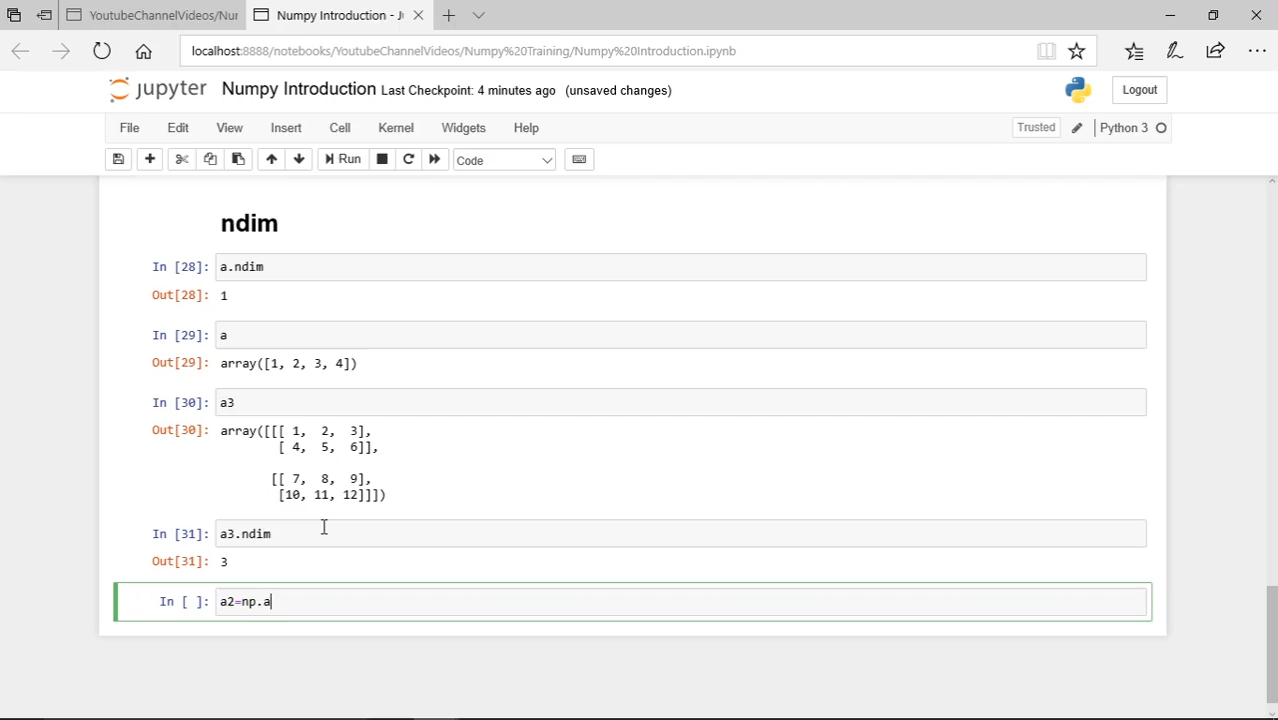 YoutubeChannelVideos/Nur
Numpy Introduction - Ju
localhost:8888/notebooks/YoutubeChannelVideos/Numpy%20Training/Numpy%20Introduction.ipynb
jupyter Numpy Introduction Last Checkpoint: 4 minutes ago (unsaved changes)
Logout
File Edit View Insert Cell Kernel Widgets Help
Trusted Python 3
Run Code
ndim
In [28]: a.ndim
Out[28]: 1
In [29]: a
Out[29]: array([1, 2, 3, 4])
In [30]: a3
Out[30]: array([[[ 1, 2, 3],
[ 4, 5, 6]],
[[ 7, 8, 9],
[10, 11, 12]]])
In [31]: a3.ndim
Out[31]: 3
In [ ]: a2=np.a